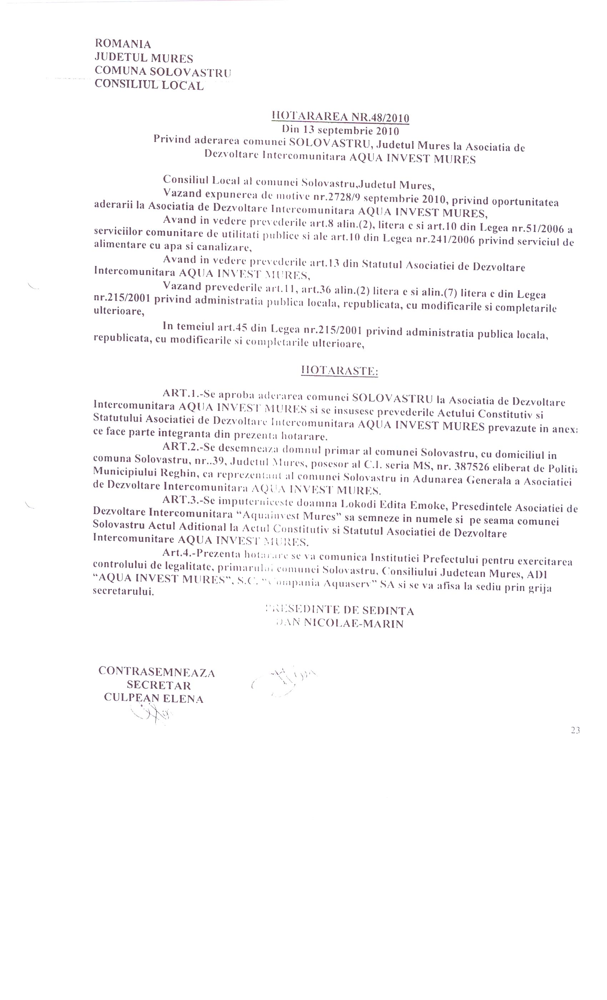 ROMANIA
JUDETUL MURES
COMUNA SOLOVASTRU
CONSILIUL LOCAL
HOTARAREA NR.48/2010
Din 13 septembrie 2010
Privind aderarea comunei SOLOVASTRU, Judetul Mures la Asociatia de
Dezvoltare Intercomunitara AQUA INVEST MURES
Consiliul Local al comunei Solovastru,Judetul Mures,
Vazand expunerea de motive nr.2728/9 septembrie 2010, privind oportunitatea
aderarii la Asociatia de Dezvoltare Intercomunitara AQUA INVEST MURES,
Avand in vedere prevederile art.8 alin.(2), litera c si art.10 din Legea nr.51/2006 a
serviciilor comunitare de utilitati publice si ale art.10 din Legea nr.241/2006 privind serviciul de
alimentare cu apa si canalizare,
Avand in vedere prevederile art.13 din Statutul Asociatiei de Dezvoltare
Intercomunitara AQUA INVEST MURES,
Vazand prevederile art.11, art.36 alin.(2) litera e si alin.(7) litera c din Legea
nr.215/2001 privind administratia publica locala, republicata, cu modificarile si completarile
ulterioare,
In temeiul art.45 din Legea nr.215/2001 privind administratia publica locala,
republicata, cu modificarile si completarile ulterioare,
HOTARASTE:
ART.1.-Se aproba aderarea comunei SOLOVASTRU la Asociatia de Dezvoltare
Intercomunitara AQUA INVEST MURES si se insusesc prevederile Actului Constitutiv si
Statutului Asociatiei de Dezvoltare Intercomunitara AQUA INVEST MURES prevazute in anexa
ce face parte integranta din prezenta hotarare.
ART.2.-Se desemneaza domnul primar al comunei Solovastru, cu domiciliul in
comuna Solovastru, nr..39, Judetul Mures, posesor al C.I. seria MS, nr. 387526 eliberat de Politia
Municipiului Reghin, ca reprezentant al comunei Solovastru in Adunarea Generala a Asociatiei
de Dezvoltare Intercomunitara AQUA INVEST MURES.
ART.3.-Se imputerniceste doamna Lokodi Edita Emoke, Presedintele Asociatiei de
Dezvoltare Intercomunitara “Aquainvest Mures” sa semneze in numele si pe seama comunei
Solovastru Actul Aditional la Actul Constitutiv si Statutul Asociatiei de Dezvoltare
Intercomunitare AQUA INVEST MURES.
Art.4.-Prezenta hotarare se va comunica Institutiei Prefectului pentru exercitarea
controlului de legalitate, primarului comunei Solovastru, Consiliului Judetean Mures, ADI
“AQUA INVEST MURES”, S.C. “Compania Aquaserv” SA si se va afisa la sediu prin grija
secretarului.
PRESEDINTE DE SEDINTA
DAN NICOLAE-MARIN
CONTRASEMNEAZA
SECRETAR
CULPEAN ELENA
23